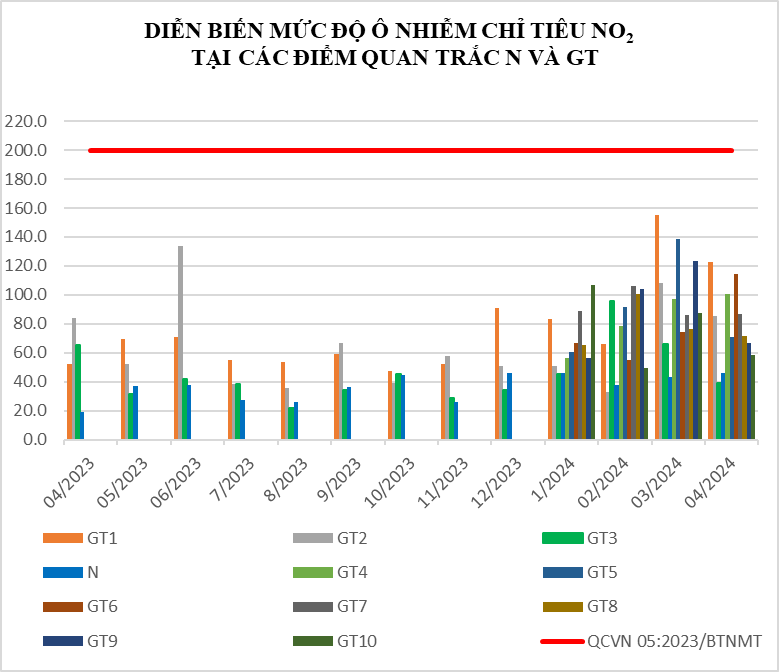 DIỄN BIẾN MỨC ĐỘ Ô NHIỄM CHỈ TIÊU NO₂
TẠI CÁC ĐIỂM QUAN TRẮC N VÀ GT
220.0
200.0
180.0
160.0
140.0
120.0
100.0
80.0
60.0
40.0
20.0
0.0
04/2023 05/2023 06/2023 7/2023 8/2023 9/2023 10/2023 11/2023 12/2023 1/2024 02/2024 03/2024 04/2024
GT1 GT2 GT3
N GT4 GT5
GT6 GT7 GT8
GT9 GT10 QCVN 05:2023/BTNMT